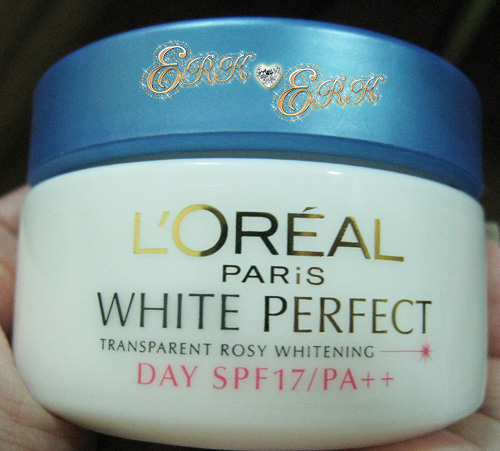 ERK ERK
L'ORÉAL
PARiS
WHITE PERFECT
TRANSPARENT ROSY WHITENING
DAY SPF17/PA++